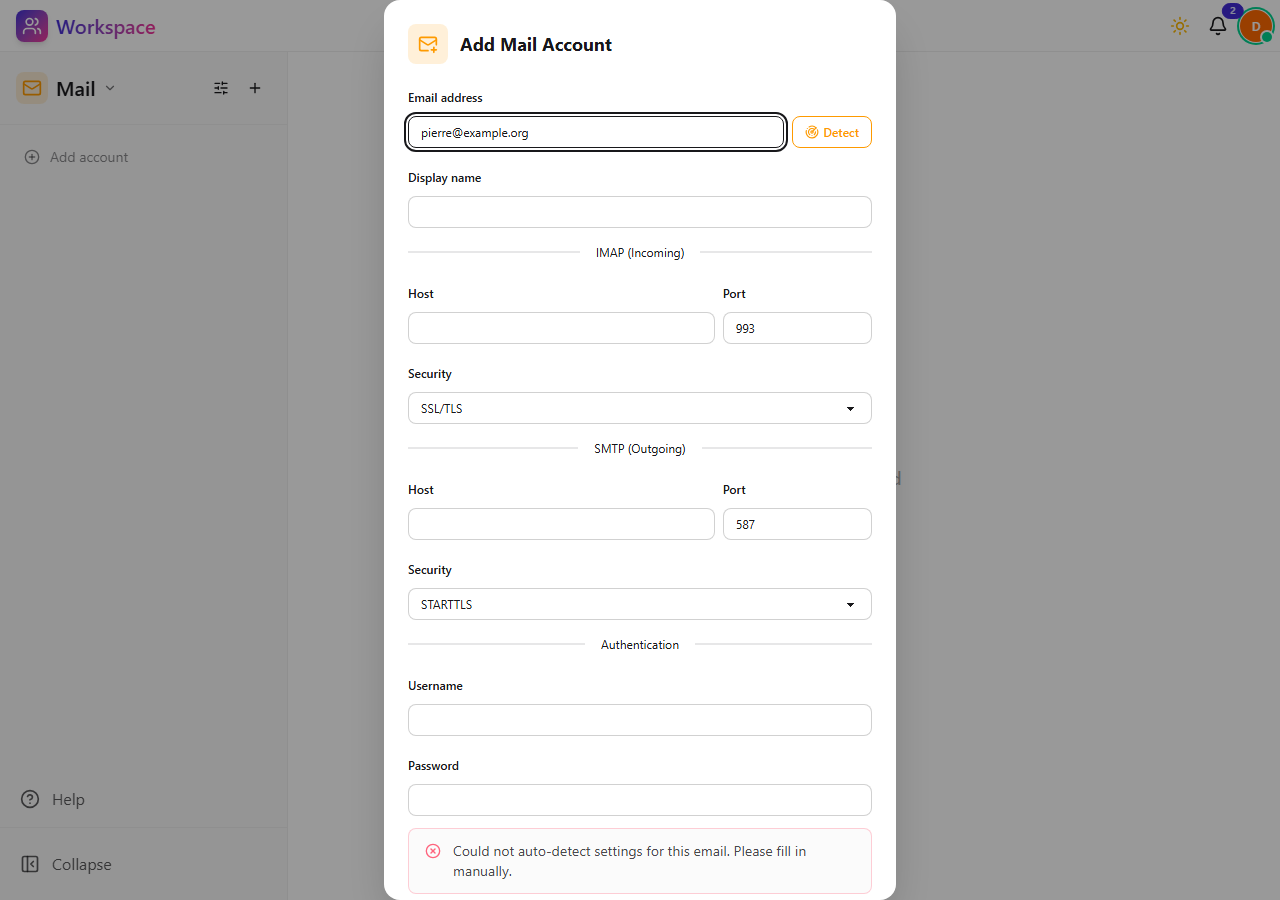 Workspace
2
D
Mail
Add account
Help
Collapse
Add Mail Account
Email address
pierre@example.org
Detect
Display name
IMAP (Incoming)
Host
Port
993
Security
SSL/TLS
SMTP (Outgoing)
Host
Port
587
Security
STARTTLS
Authentication
Username
Password
Could not auto-detect settings for this email. Please fill in
manually.